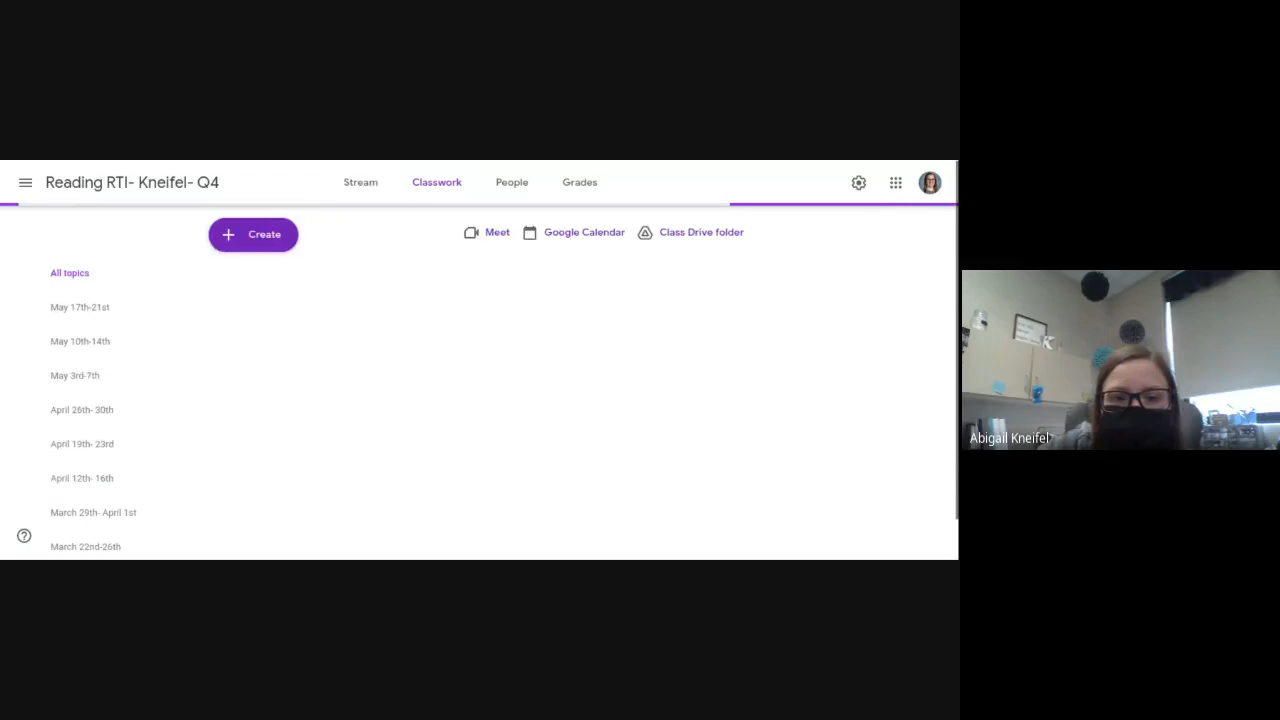 Reading RTI- Kneifel- Q4
Stream
Classwork
People
Grades
Create
Meet
Google Calendar
Class Drive folder
All topics
May 17th-21st
May 10th-14th
May 3rd-7th
April 26th- 30th
April 19th- 23rd
April 12th- 16th
March 29th- April 1st
March 22nd-26th
K
Abigail Kneifel